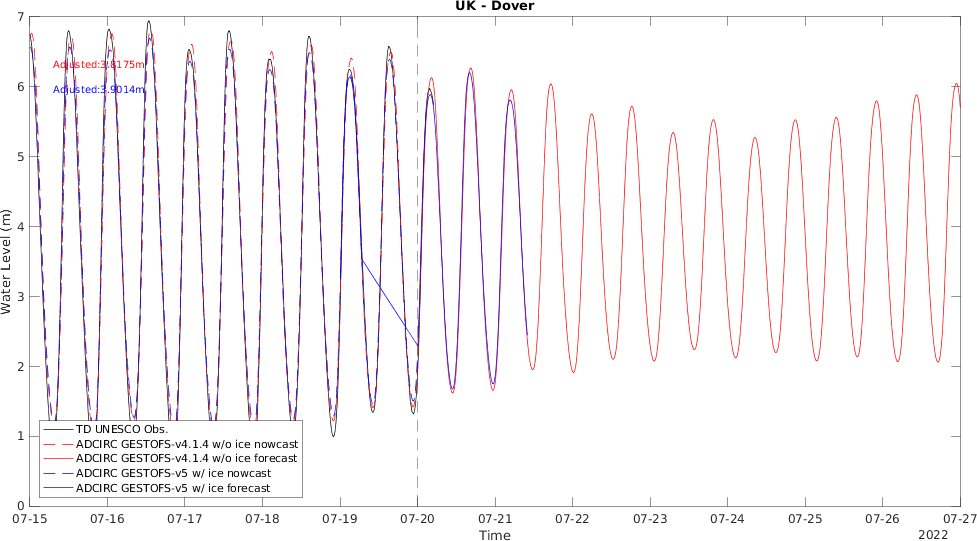 UK - Dover
7
6
5
4
3
2
1
0
Water Level (m)
Adjusted:3.8175m
Adjusted:3.9014m
TD UNESCO Obs.
ADCIRC GESTOFS-v4.1.4 w/o ice nowcast
ADCIRC GESTOFS-v4.1.4 w/o ice forecast
ADCIRC GESTOFS-v5 w/ ice nowcast
ADCIRC GESTOFS-v5 w/ ice forecast
07-15 07-16 07-17 07-18 07-19 07-20 07-21 07-22 07-23 07-24 07-25 07-26 07-27
Time
2022